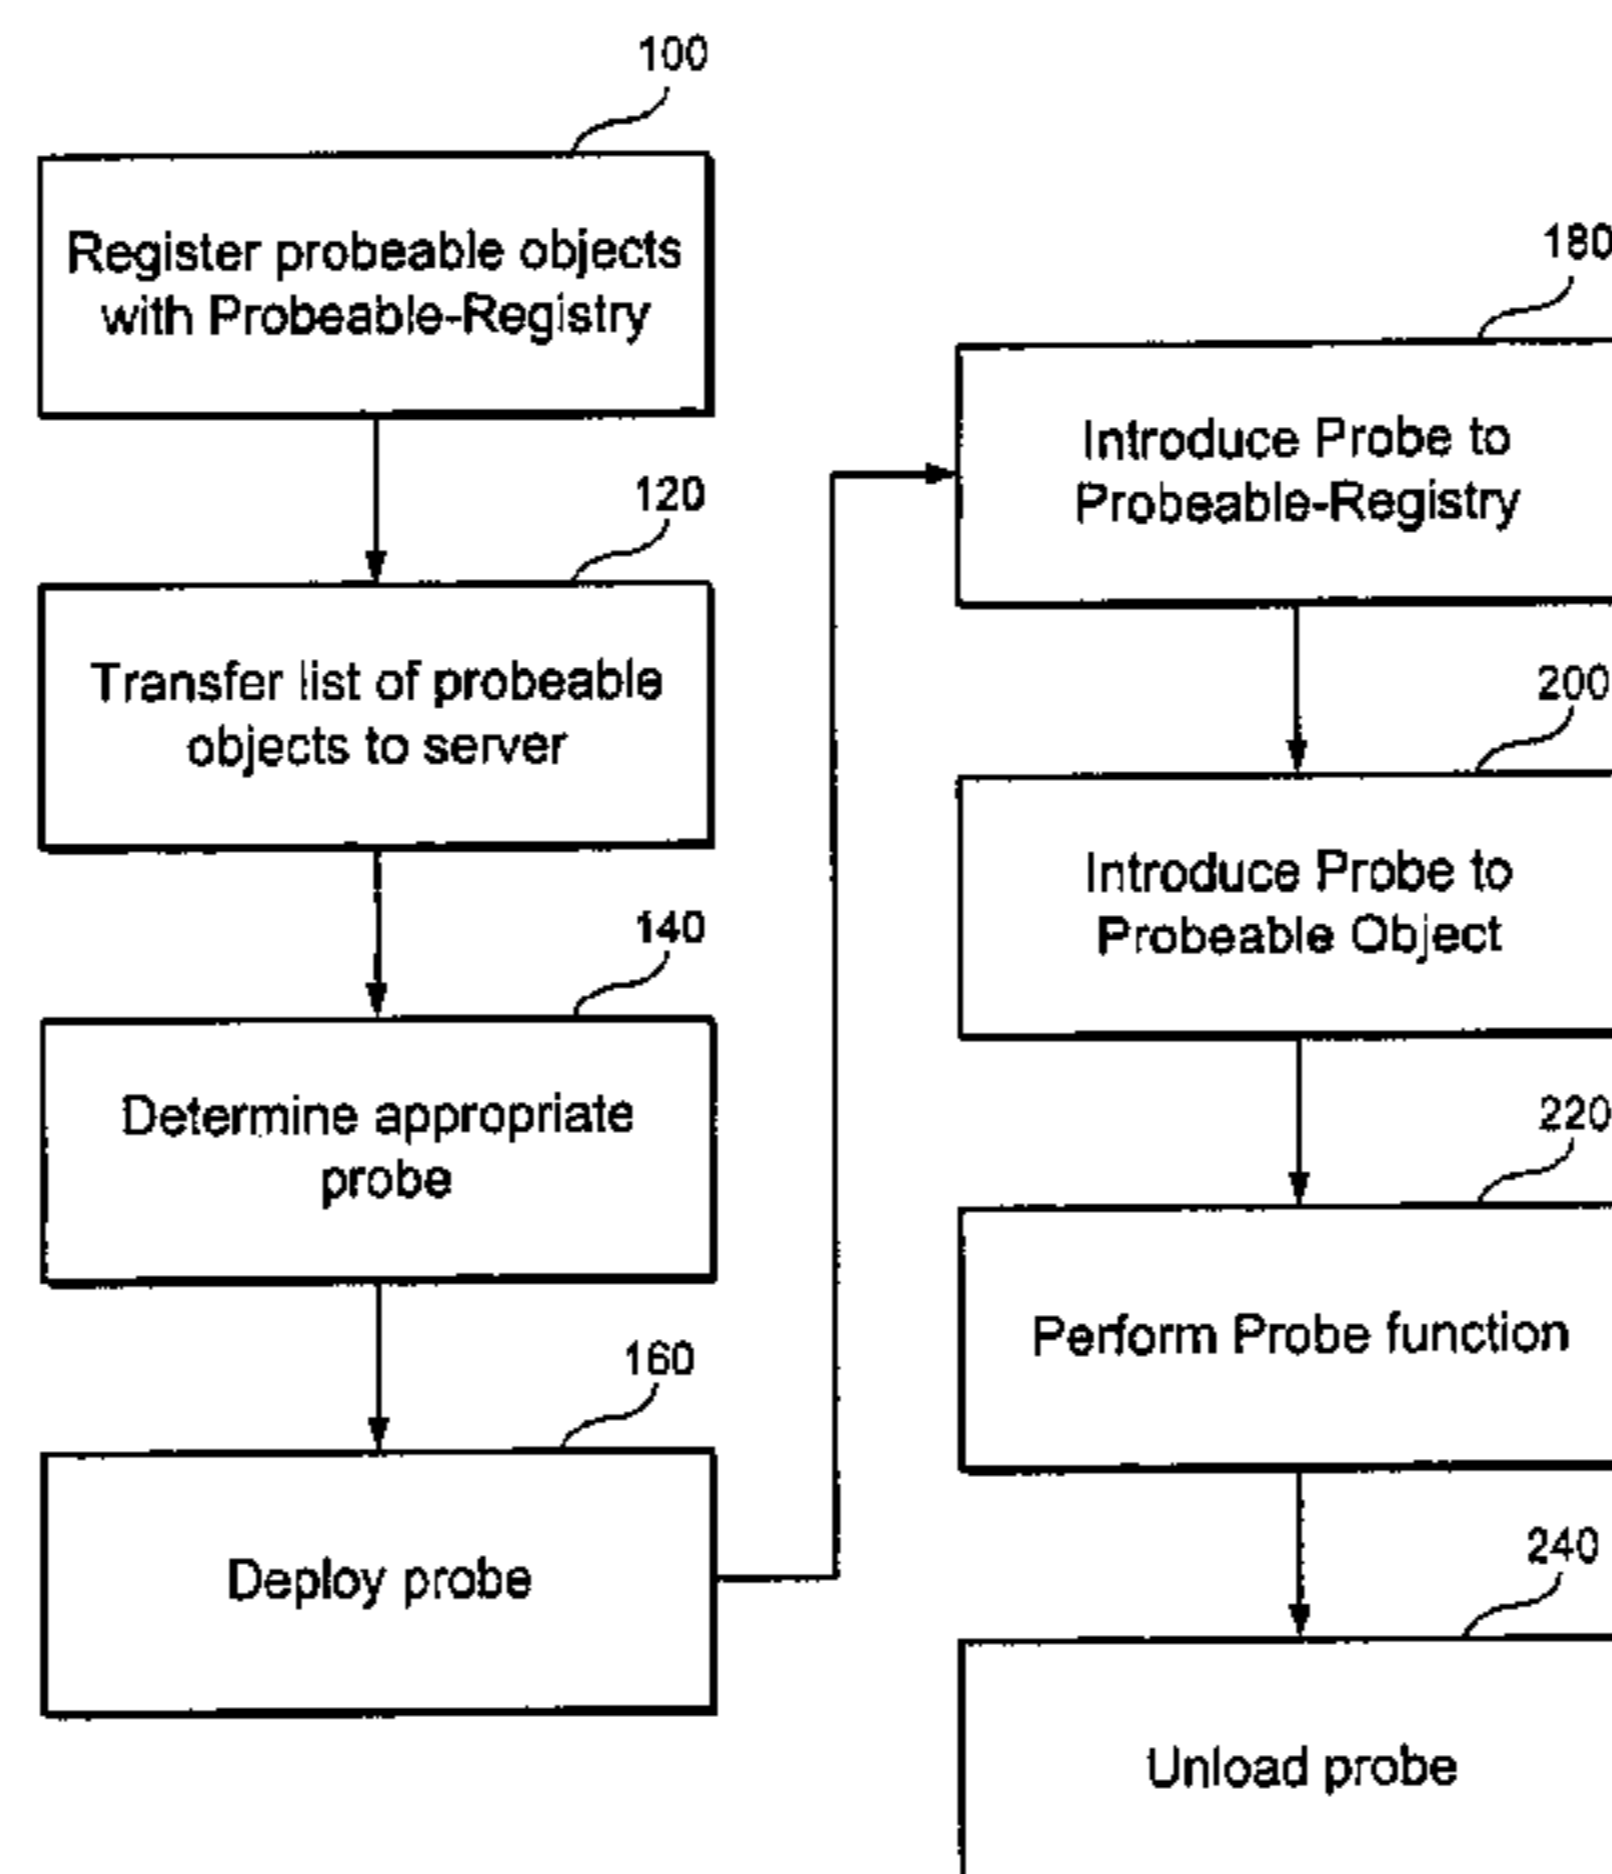 100
Register probeable objects
with Probeable-Registry
120
Transfer list of probeable
objects to server
140
Determine appropriate
probe
160
Deploy probe
180
Introduce Probe to
Probeable-Registry
200
Introduce Probe to
Probeable Object
220
Perform Probe function
240
Unload probe